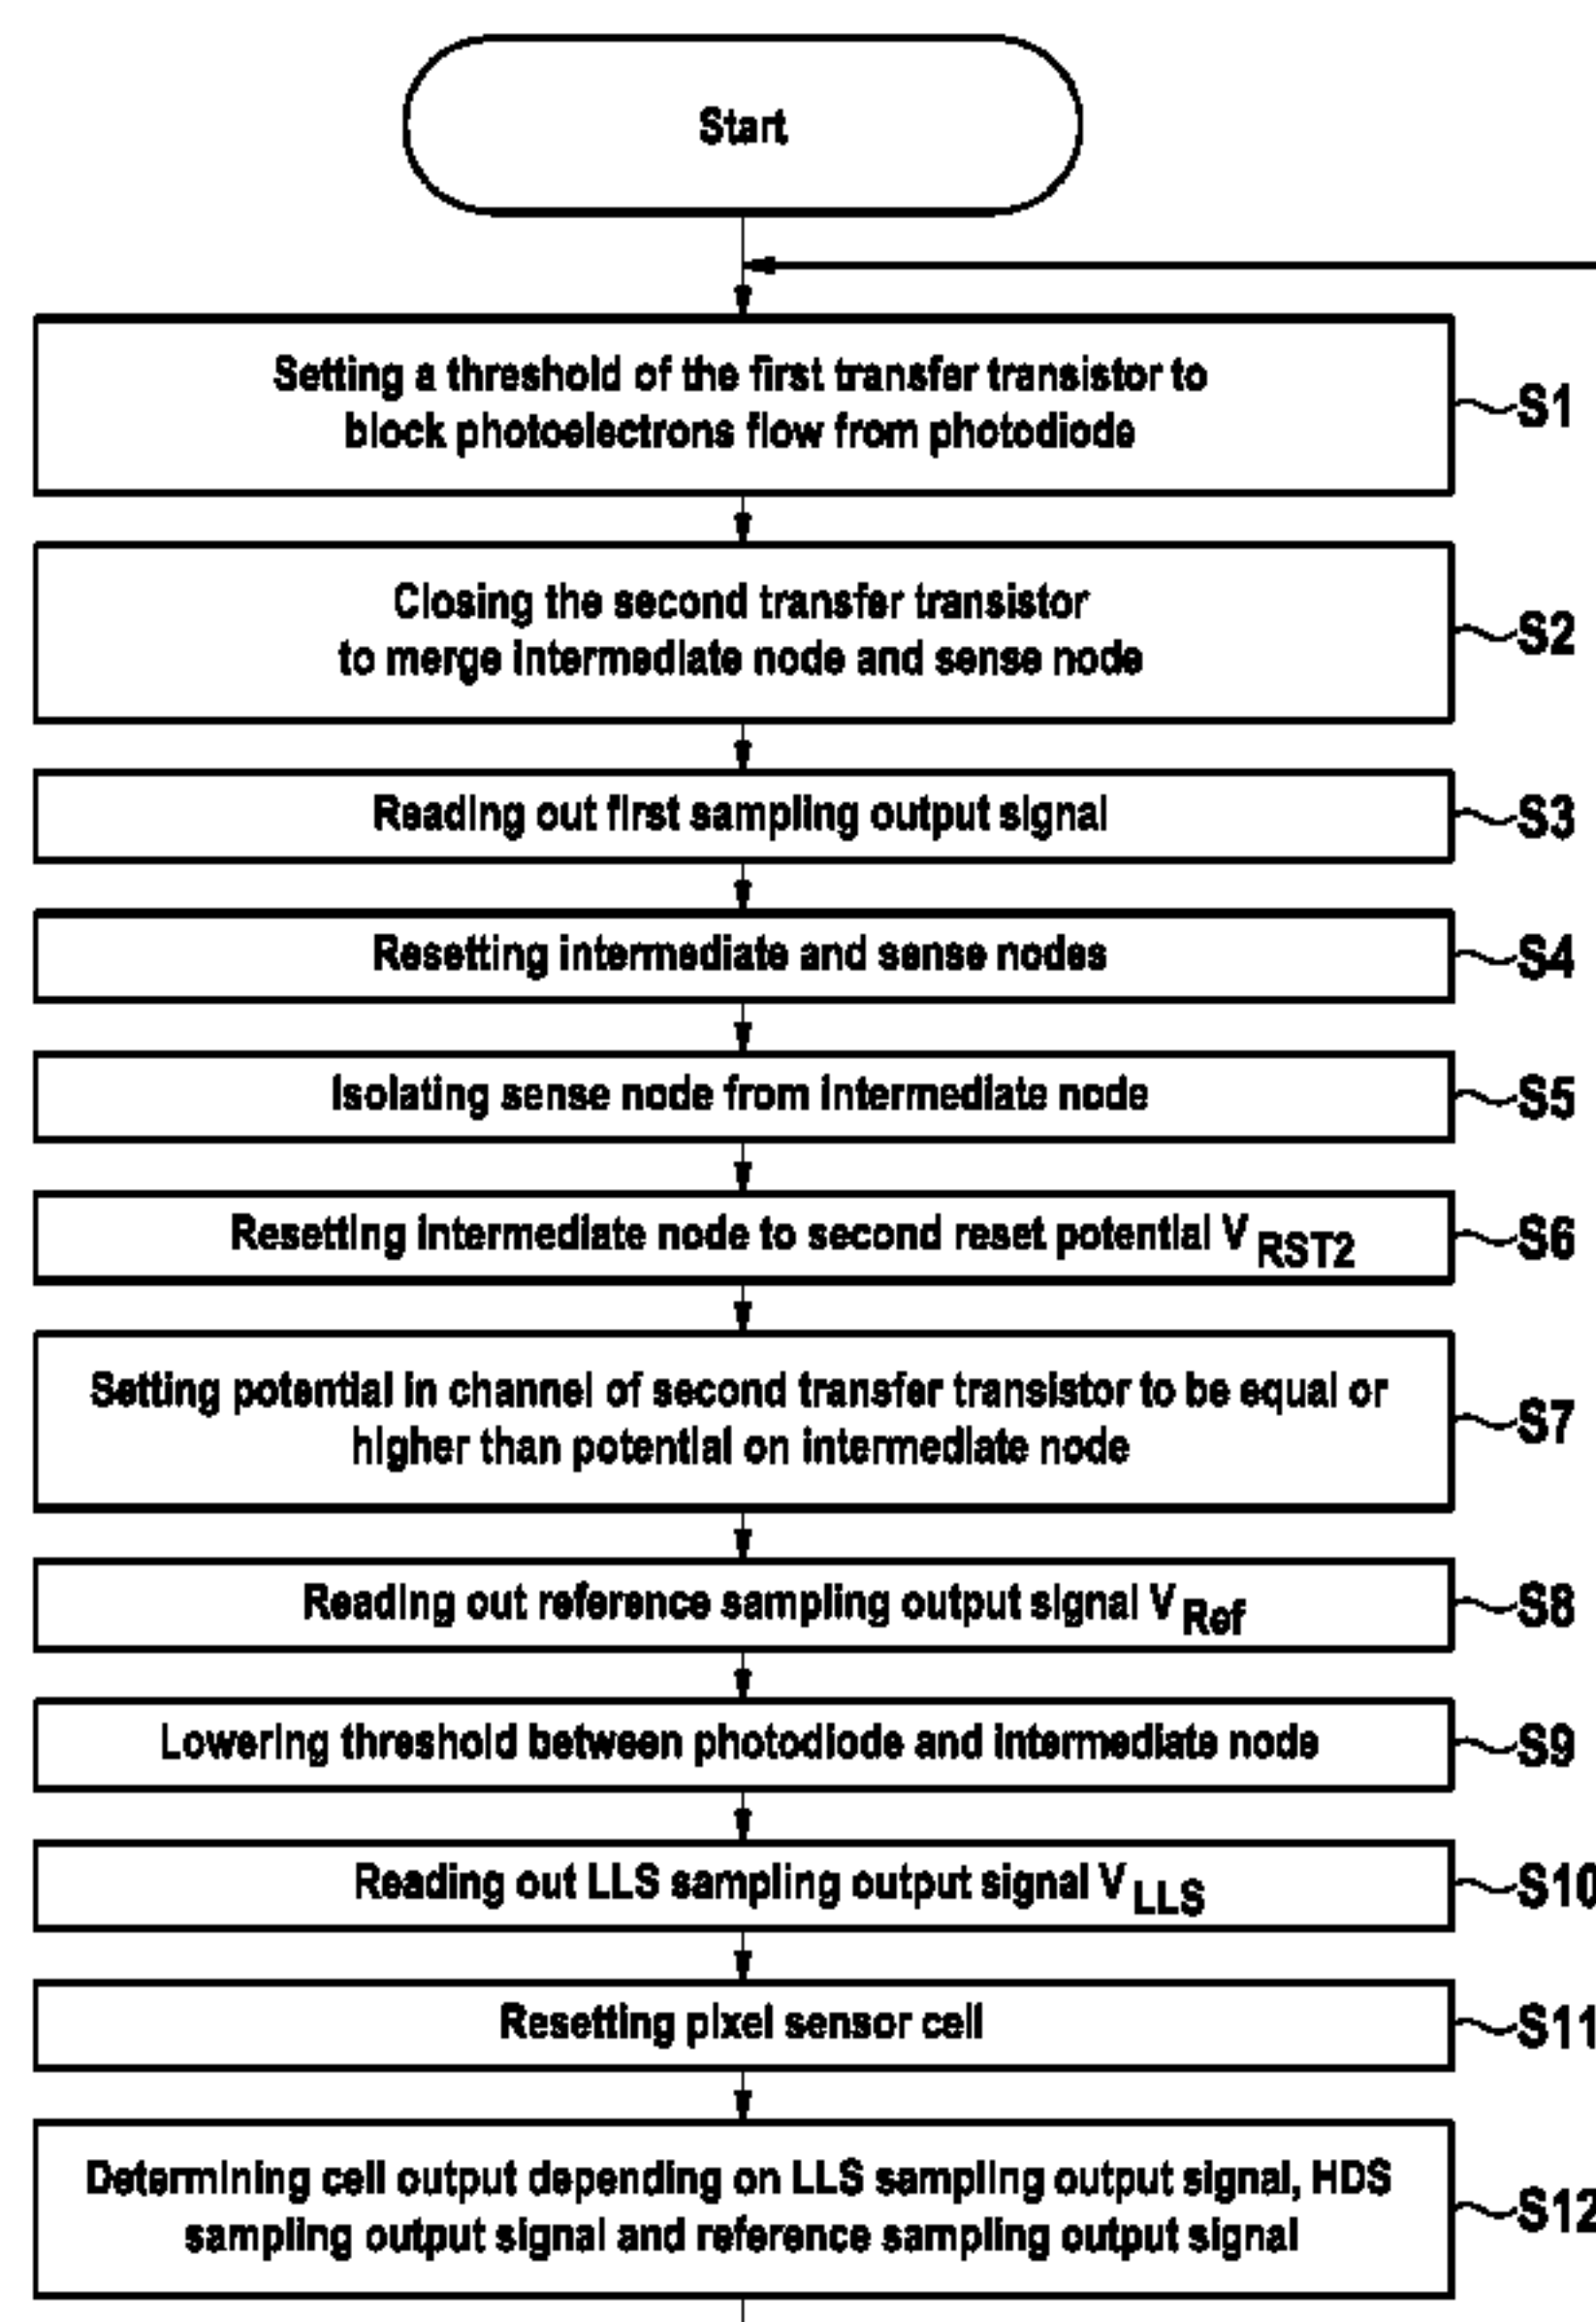 Start
Setting a threshold of the first transfer transistor to
block photoelectrons flow from photodiode
S1
Closing the second transfer transistor
to merge intermediate node and sense node
S2
Reading out first sampling output signal
S3
Resetting intermediate and sense nodes
S4
Isolating sense node from intermediate node
S5
Resetting intermediate node to second reset potential V RST2
S6
Setting potential in channel of second transfer transistor to be equal or
higher than potential on intermediate node
S7
Reading out reference sampling output signal V Ref
S8
Lowering threshold between photodiode and intermediate node
S9
Reading out LLS sampling output signal V LLS
S10
Resetting pixel sensor cell
S11
Determining cell output depending on LLS sampling output signal, HDS
sampling output signal and reference sampling output signal
S12